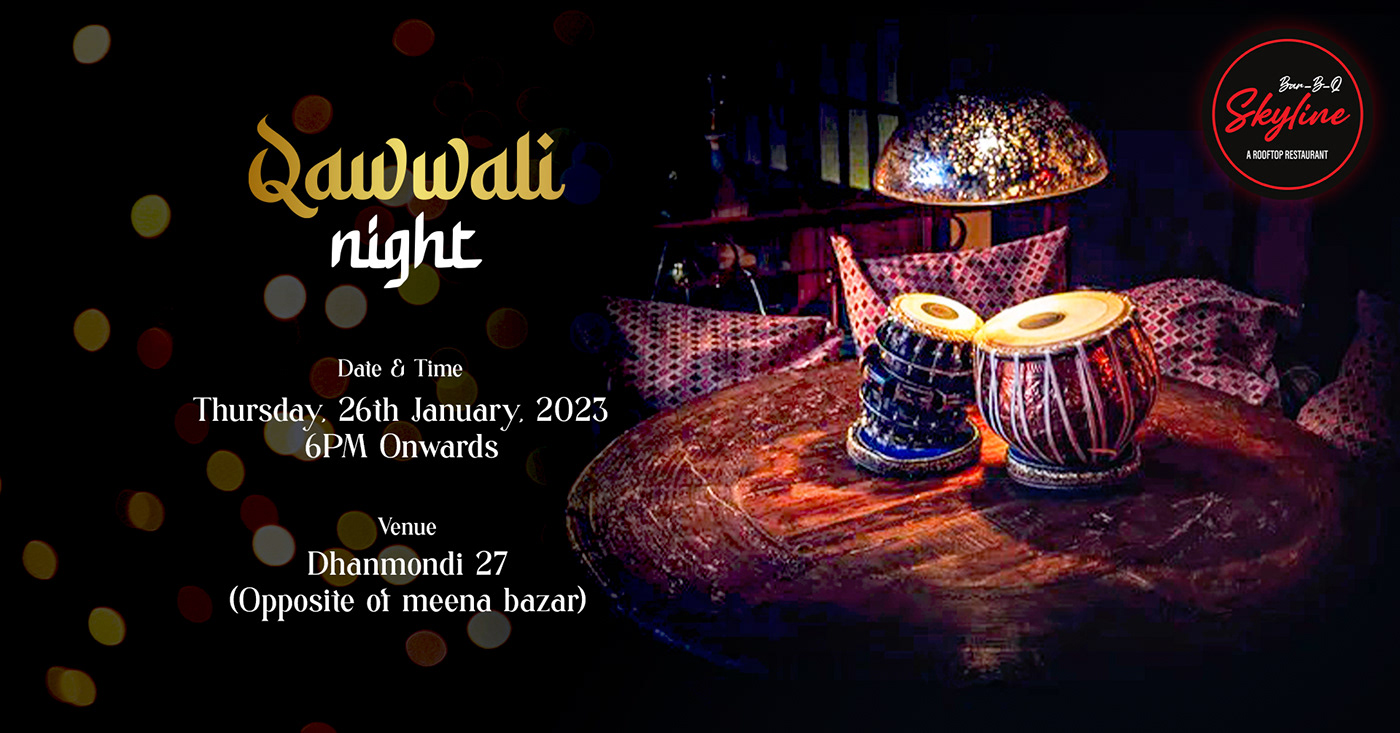 Qawwali
night
Date & Time
Thursday, 26th January, 2023
6PM Onwards
Venue
Dhanmondi 27
(Opposite of meena bazar)
Bar-B-Q
Skyline
A ROOFTOP RESTAURANT